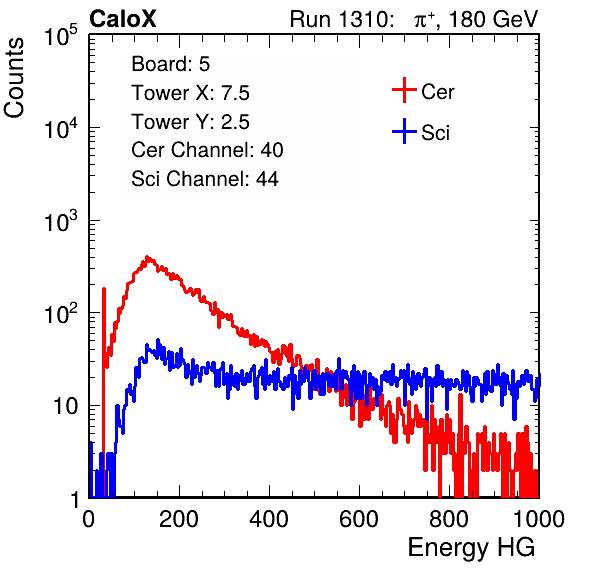 CaloX Run 1310: π⁺, 180 GeV
Board: 5
Tower X: 7.5
Tower Y: 2.5
Cer Channel: 40
Sci Channel: 44
Cer
Sci
Counts
10⁵
10⁴
10³
10²
10
1
0 200 400 600 800 1000
Energy HG